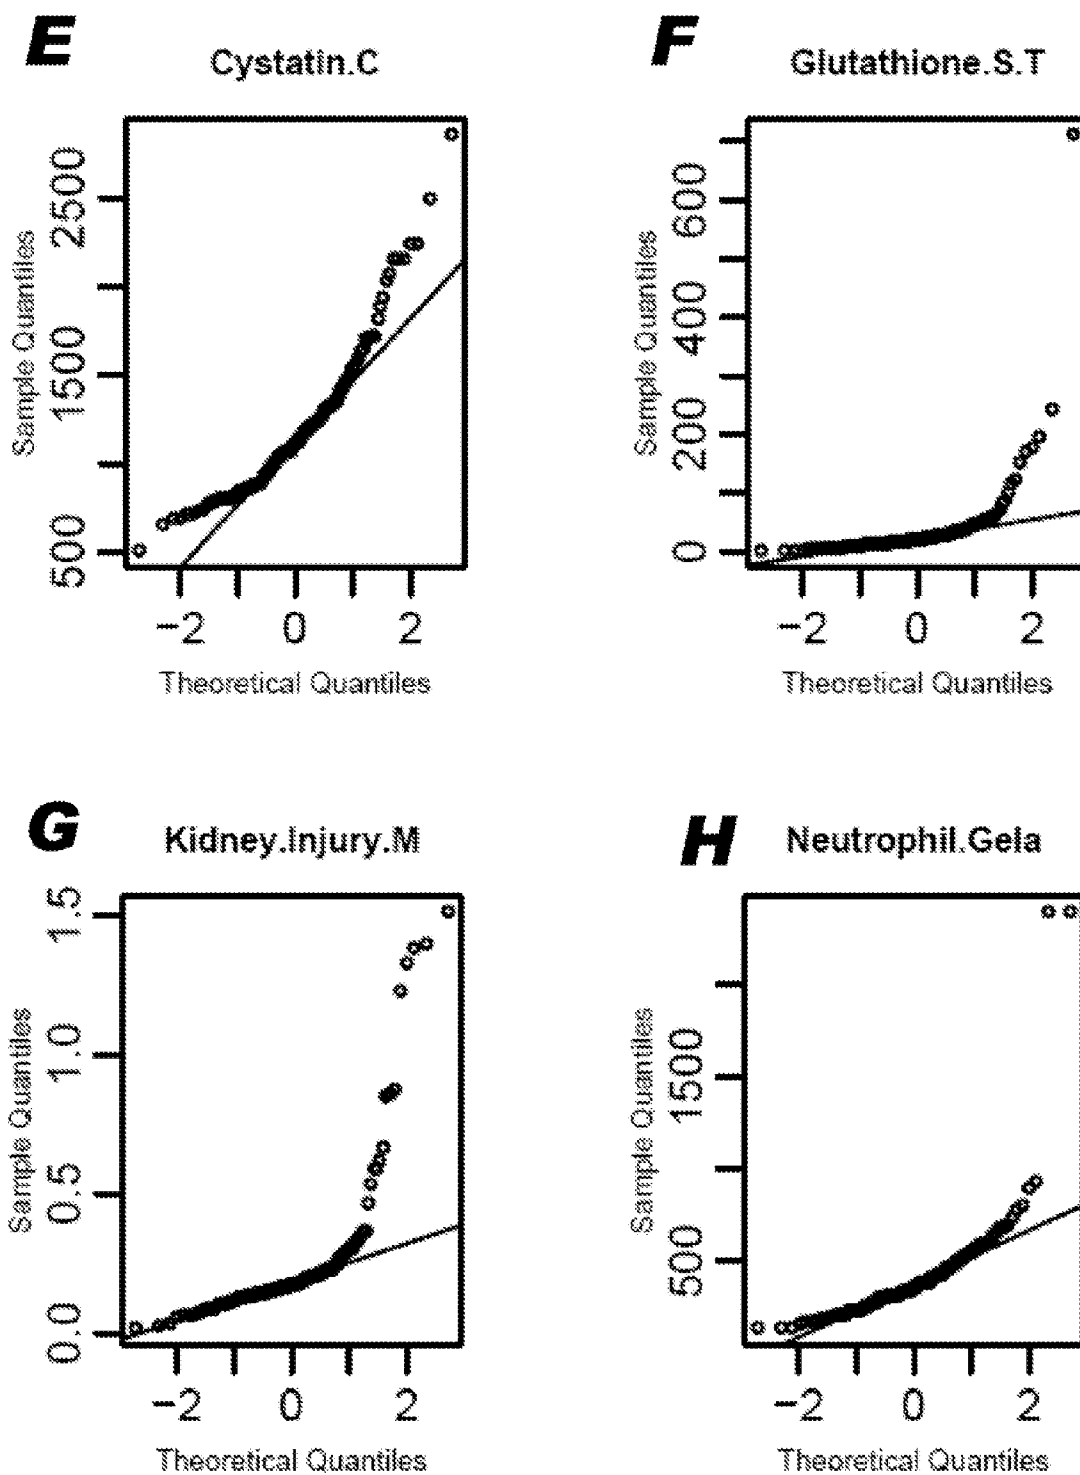 E
Cystatin.C
Sample Quantiles
500 1500 2500
-2 0 2
Theoretical Quantiles
F
Glutathione.S.T
Sample Quantiles
0 200 400 600
-2 0 2
Theoretical Quantiles
G
Kidney.Injury.M
Sample Quantiles
0.0 0.5 1.0 1.5
-2 0 2
Theoretical Quantiles
H
Neutrophil.Gela
Sample Quantiles
500 1500
-2 0 2
Theoretical Quantiles